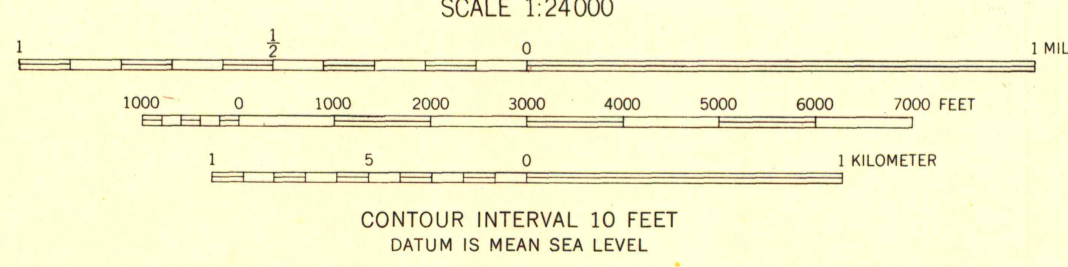 SCALE 1:24000
1 1/2 0 1 MIL
1000 0 1000 2000 3000 4000 5000 6000 7000 FEET
1 5 0 1 KILOMETER
CONTOUR INTERVAL 10 FEET
DATUM IS MEAN SEA LEVEL